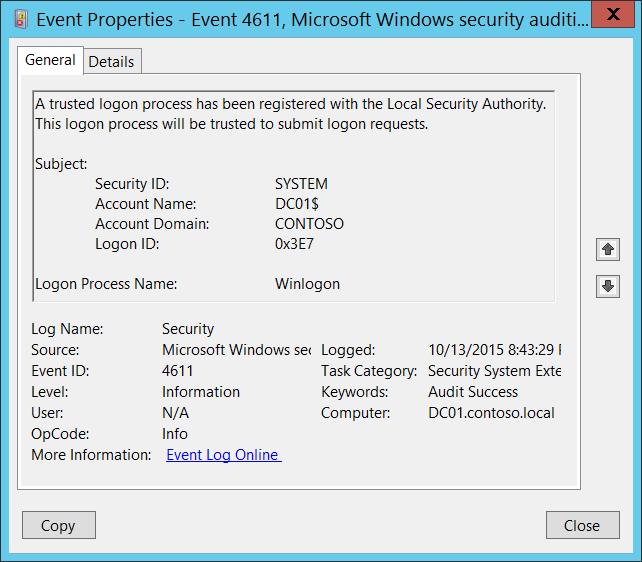 Event Properties - Event 4611, Microsoft Windows security auditi...
X
General Details
A trusted logon process has been registered with the Local Security Authority.
This logon process will be trusted to submit logon requests.
Subject:
Security ID: SYSTEM
Account Name: DC01$
Account Domain: CONTOSO
Logon ID: 0x3E7
Logon Process Name: Winlogon
Log Name: Security
Source: Microsoft Windows sec Logged: 10/13/2015 8:43:29
Event ID: 4611 Task Category: Security System Exte
Level: Information Keywords: Audit Success
User: N/A Computer: DC01.contoso.local
OpCode: Info
More Information: Event Log Online
Copy Close